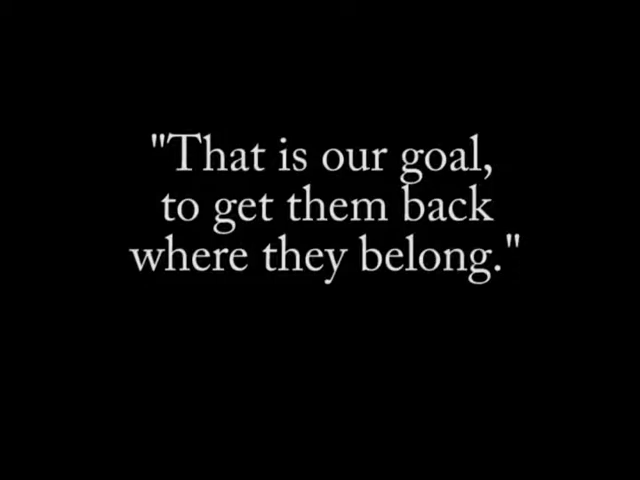 "That is our goal,
to get them back
where they belong."